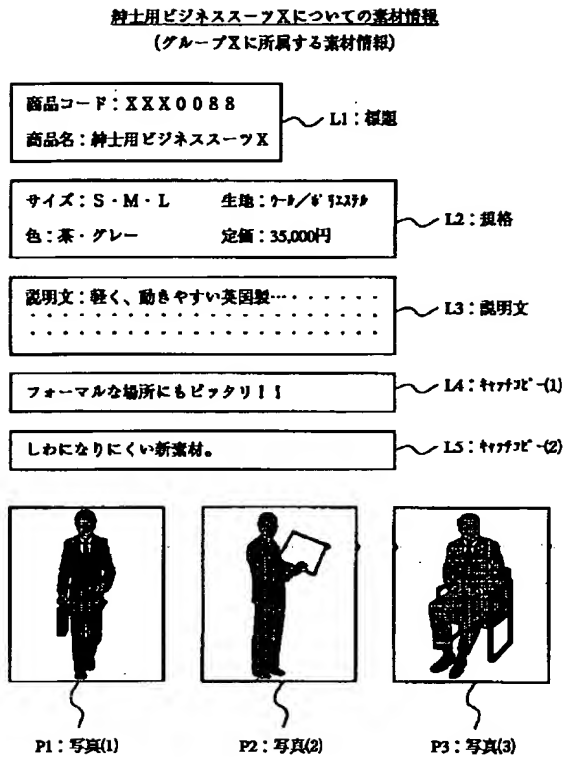 紳士用ビジネススーツXについての素材情報
(グループXに所属する素材情報)
商品コード：XXX0088
商品名：紳士用ビジネススーツX
L1：標題
サイズ：S・M・L 生地：ウール／ポリエステル
色：茶・グレー 定価：35,000円
L2：規格
説明文：軽く、動きやすい英国製…・・・・・・
・・・・・・・・・・・・・・・・・・・
・・・・・・・・・・・・・・・・・・・
L3：説明文
フォーマルな場所にもピッタリ！！
L4：キャッチコピー(1)
しわになりにくい新素材。
L5：キャッチコピー(2)
P1：写真(1) P2：写真(2) P3：写真(3)